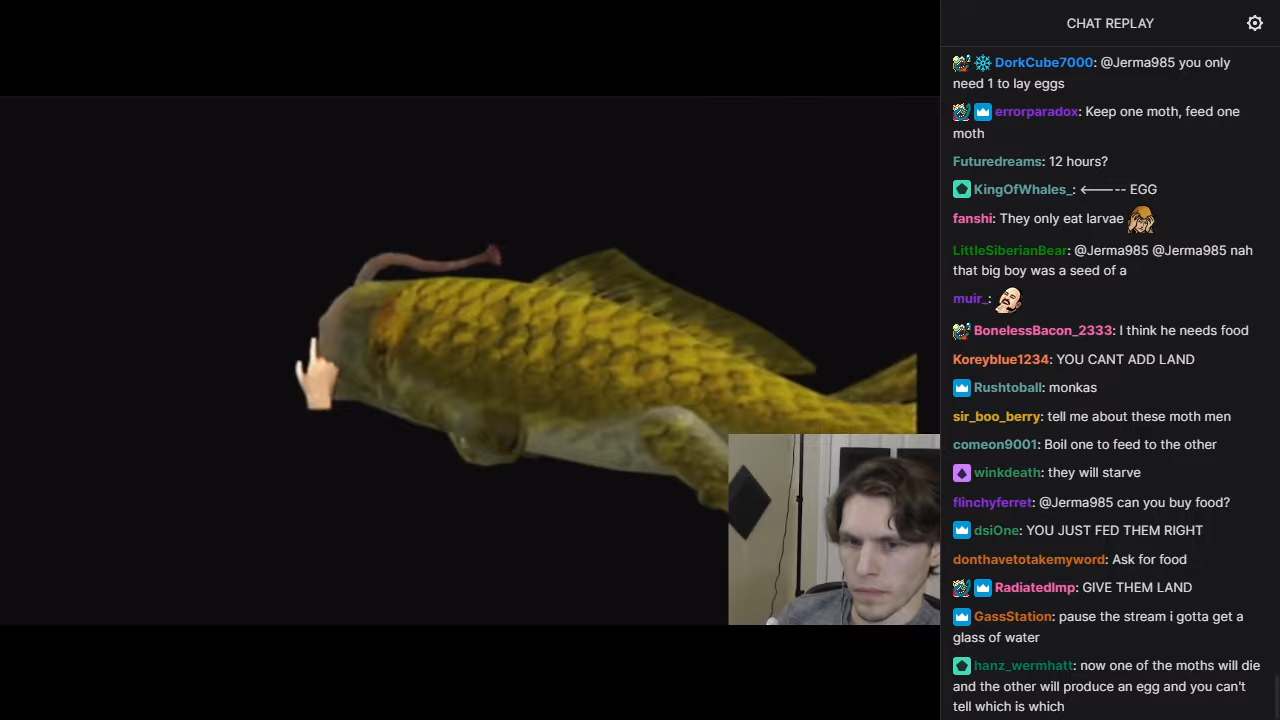 CHAT REPLAY
DorkCube7000: @Jerma985 you only
need 1 to lay eggs
errorparadox: Keep one moth, feed one
moth
Futuredreams: 12 hours?
KingOfWhales_: <---- EGG
fanshi: They only eat larvae
LittleSiberianBear: @Jerma985 @Jerma985 nah
that big boy was a seed of a
muir_:
BonelessBacon_2333: I think he needs food
Koreyblue1234: YOU CANT ADD LAND
Rushtoball: monkas
sir_boo_berry: tell me about these moth men
comeon9001: Boil one to feed to the other
winkdeath: they will starve
flinchyferret: @Jerma985 can you buy food?
dsiOne: YOU JUST FED THEM RIGHT
donthavetotakemyword: Ask for food
RadiatedImp: GIVE THEM LAND
GassStation: pause the stream i gotta get a
glass of water
hanz_wermhatt: now one of the moths will die
and the other will produce an egg and you can't
tell which is which